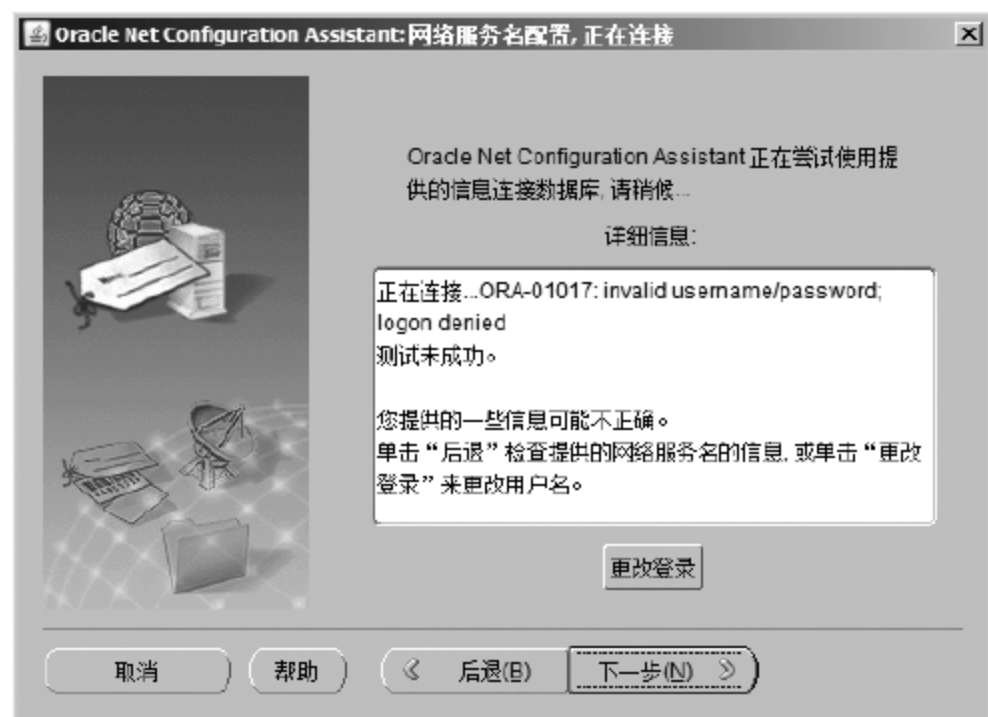 Oracle Net Configuration Assistant: 网络服务名配置, 正在连接
Oracle Net Configuration Assistant 正在尝试使用提
供的信息连接数据库, 请稍候...
详细信息:
正在连接...ORA-01017: invalid username/password;
logon denied
测试未成功。
您提供的一些信息可能不正确。
单击“后退”检查提供的网络服务名的信息, 或单击“更改
登录”来更改用户名。
更改登录
取消
帮助
后退(B)
下一步(N)